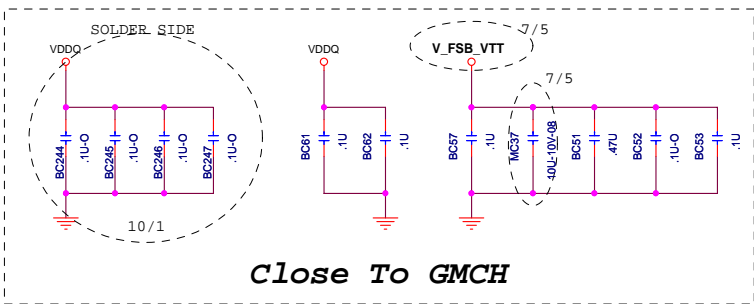 SOLDER SIDE
VDDQ
BC244
.1U-O
BC245
.1U-O
BC246
.1U-O
BC247
.1U-O
10/1
VDDQ
BC61
.1U
BC62
.1U
7/5
V_FSB_VTT
7/5
BC57
.1U
MC37
10U-10V-08
BC51
.47U
BC52
.1U-O
BC53
.1U
Close To GMCH